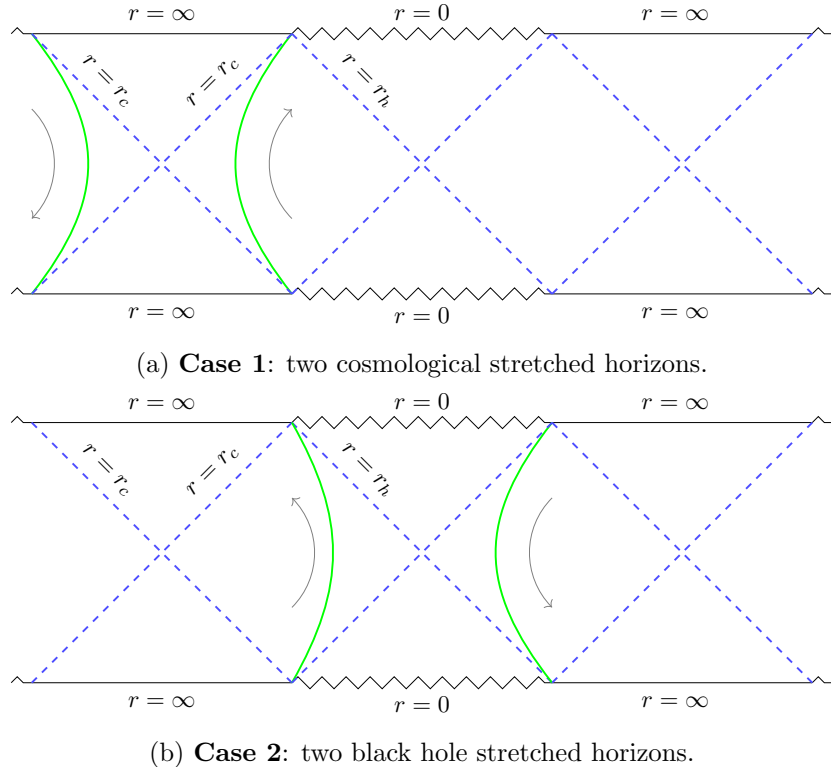 r = ∞ r = 0 r = ∞
r = r_c r = r_c r = r_h
r = ∞ r = 0 r = ∞
(a) Case 1: two cosmological stretched horizons.
r = ∞ r = 0 r = ∞
r = r_c r = r_c r = r_h
r = ∞ r = 0 r = ∞
(b) Case 2: two black hole stretched horizons.